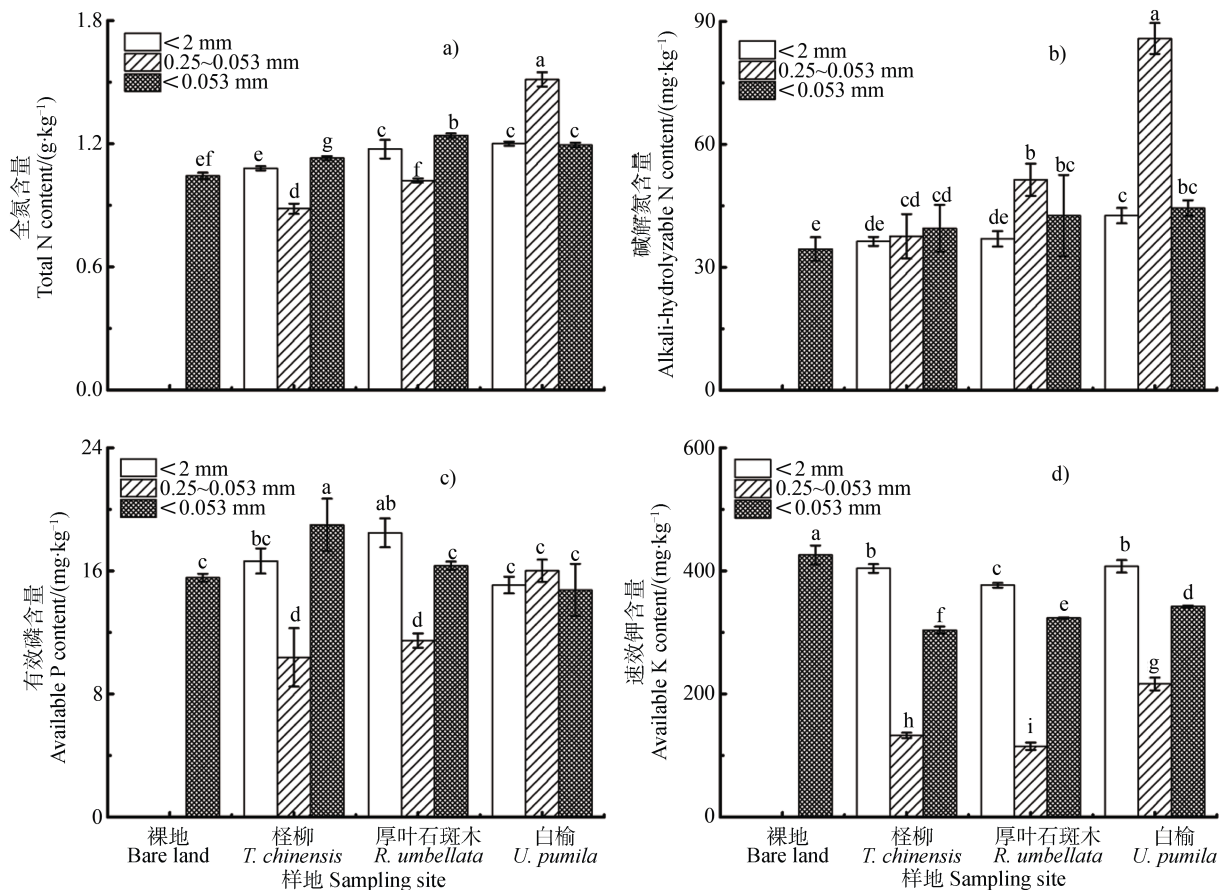 1.8
1.2
0.6
0.0
全氮含量
Total N content/(g·kg⁻¹)
<2 mm
0.25~0.053 mm
<0.053 mm
a)
ef
e
d
g
c
f
b
c
a
c
90
60
30
0
碱解氮含量
Alkali-hydrolyzable N content/(mg·kg⁻¹)
<2 mm
0.25~0.053 mm
<0.053 mm
b)
e
de
cd
cd
de
b
bc
c
a
bc
24
16
8
0
有效磷含量
Available P content/(mg·kg⁻¹)
<2 mm
0.25~0.053 mm
<0.053 mm
c)
c
bc
d
a
ab
d
c
c
c
c
裸地 柽柳 厚叶石斑木 白榆
Bare land T. chinensis R. umbellata U. pumila
样地 Sampling site
600
400
200
0
速效钾含量
Available K content/(mg·kg⁻¹)
<2 mm
0.25~0.053 mm
<0.053 mm
d)
a
b
h
f
c
i
e
b
g
d
裸地 柽柳 厚叶石斑木 白榆
Bare land T. chinensis R. umbellata U. pumila
样地 Sampling site